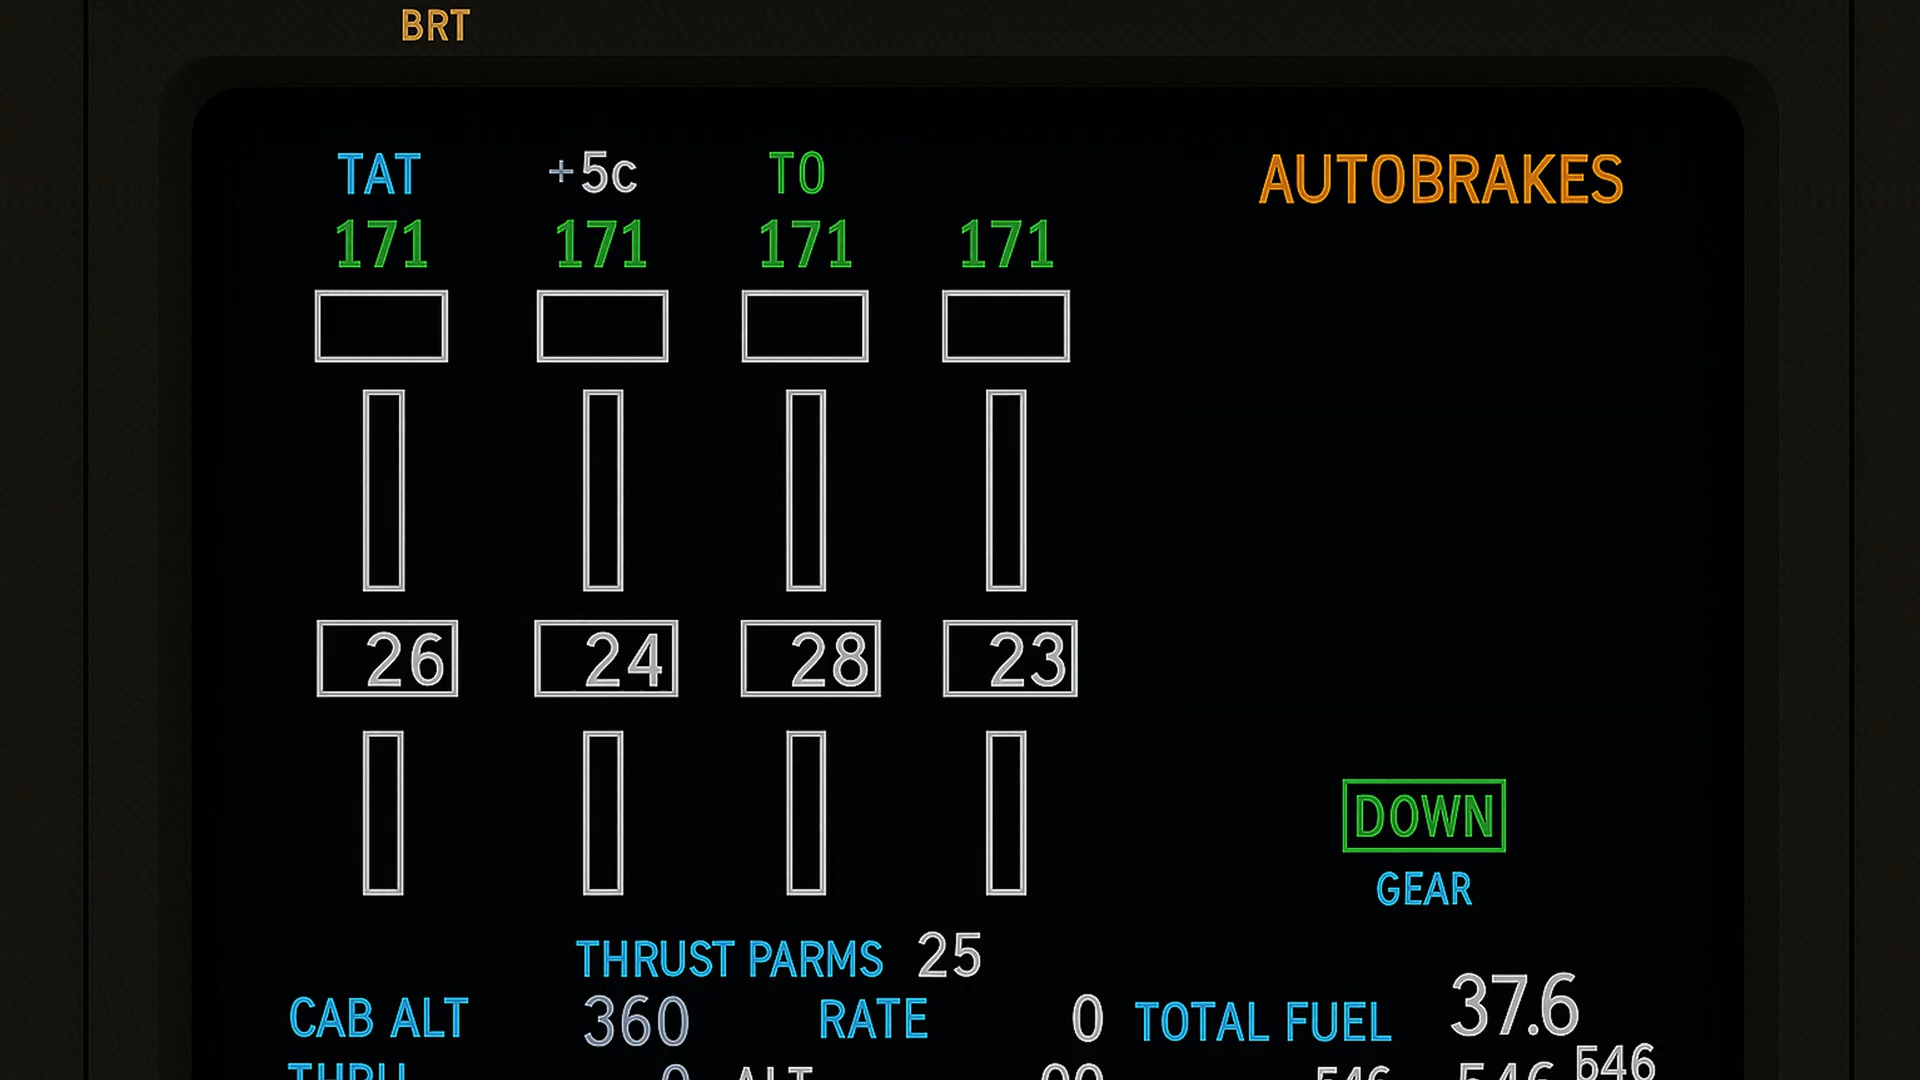 BRT
TAT +5c TO AUTOBRAKES
171 171 171 171
26 24 28 23
DOWN
GEAR
THRUST PARMS 25
CAB ALT 360 RATE 0 TOTAL FUEL 37.6
546